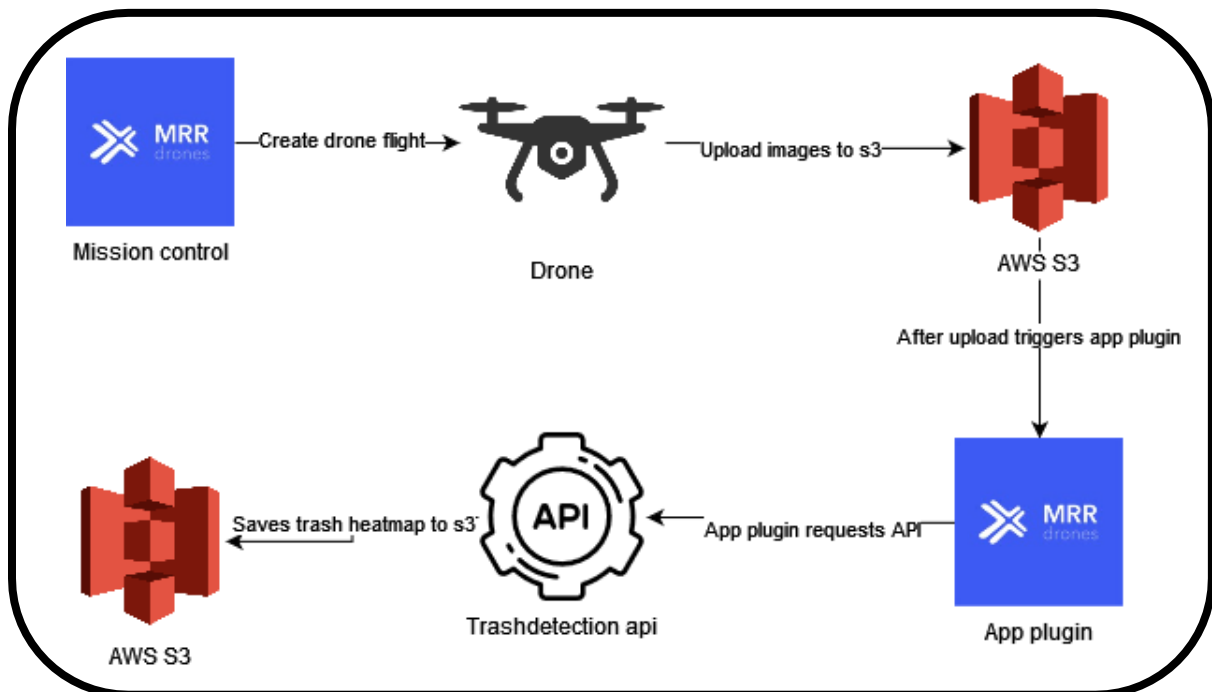 MRR
drones
Create drone flight
Upload images to s3
Mission control
Drone
AWS S3
After upload triggers app plugin
API
Saves trash heatmap to s3
App plugin requests API
MRR
drones
Trashdetection api
App plugin
AWS S3